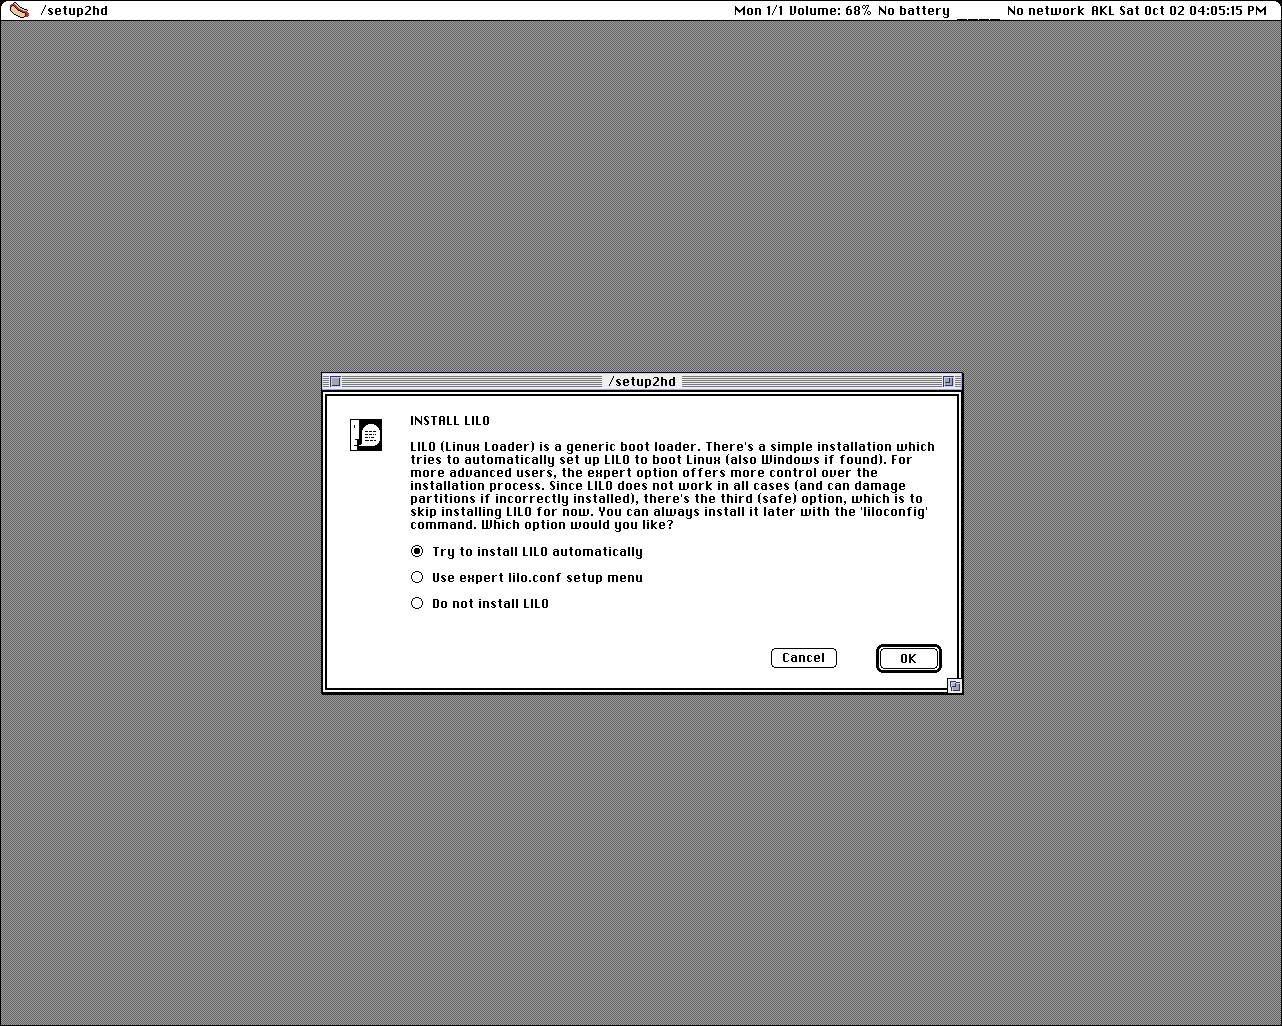 /setup2hd
Mon 1/1 Volume: 68% No battery ____ No network AKL Sat Oct 02 04:05:15 PM
/setup2hd
INSTALL LILO
LILO (Linux Loader) is a generic boot loader. There's a simple installation which
tries to automatically set up LILO to boot Linux (also Windows if found). For
more advanced users, the expert option offers more control over the
installation process. Since LILO does not work in all cases (and can damage
partitions if incorrectly installed), there's the third (safe) option, which is to
skip installing LILO for now. You can always install it later with the 'liloconfig'
command. Which option would you like?
Try to install LILO automatically
Use expert lilo.conf setup menu
Do not install LILO
Cancel OK